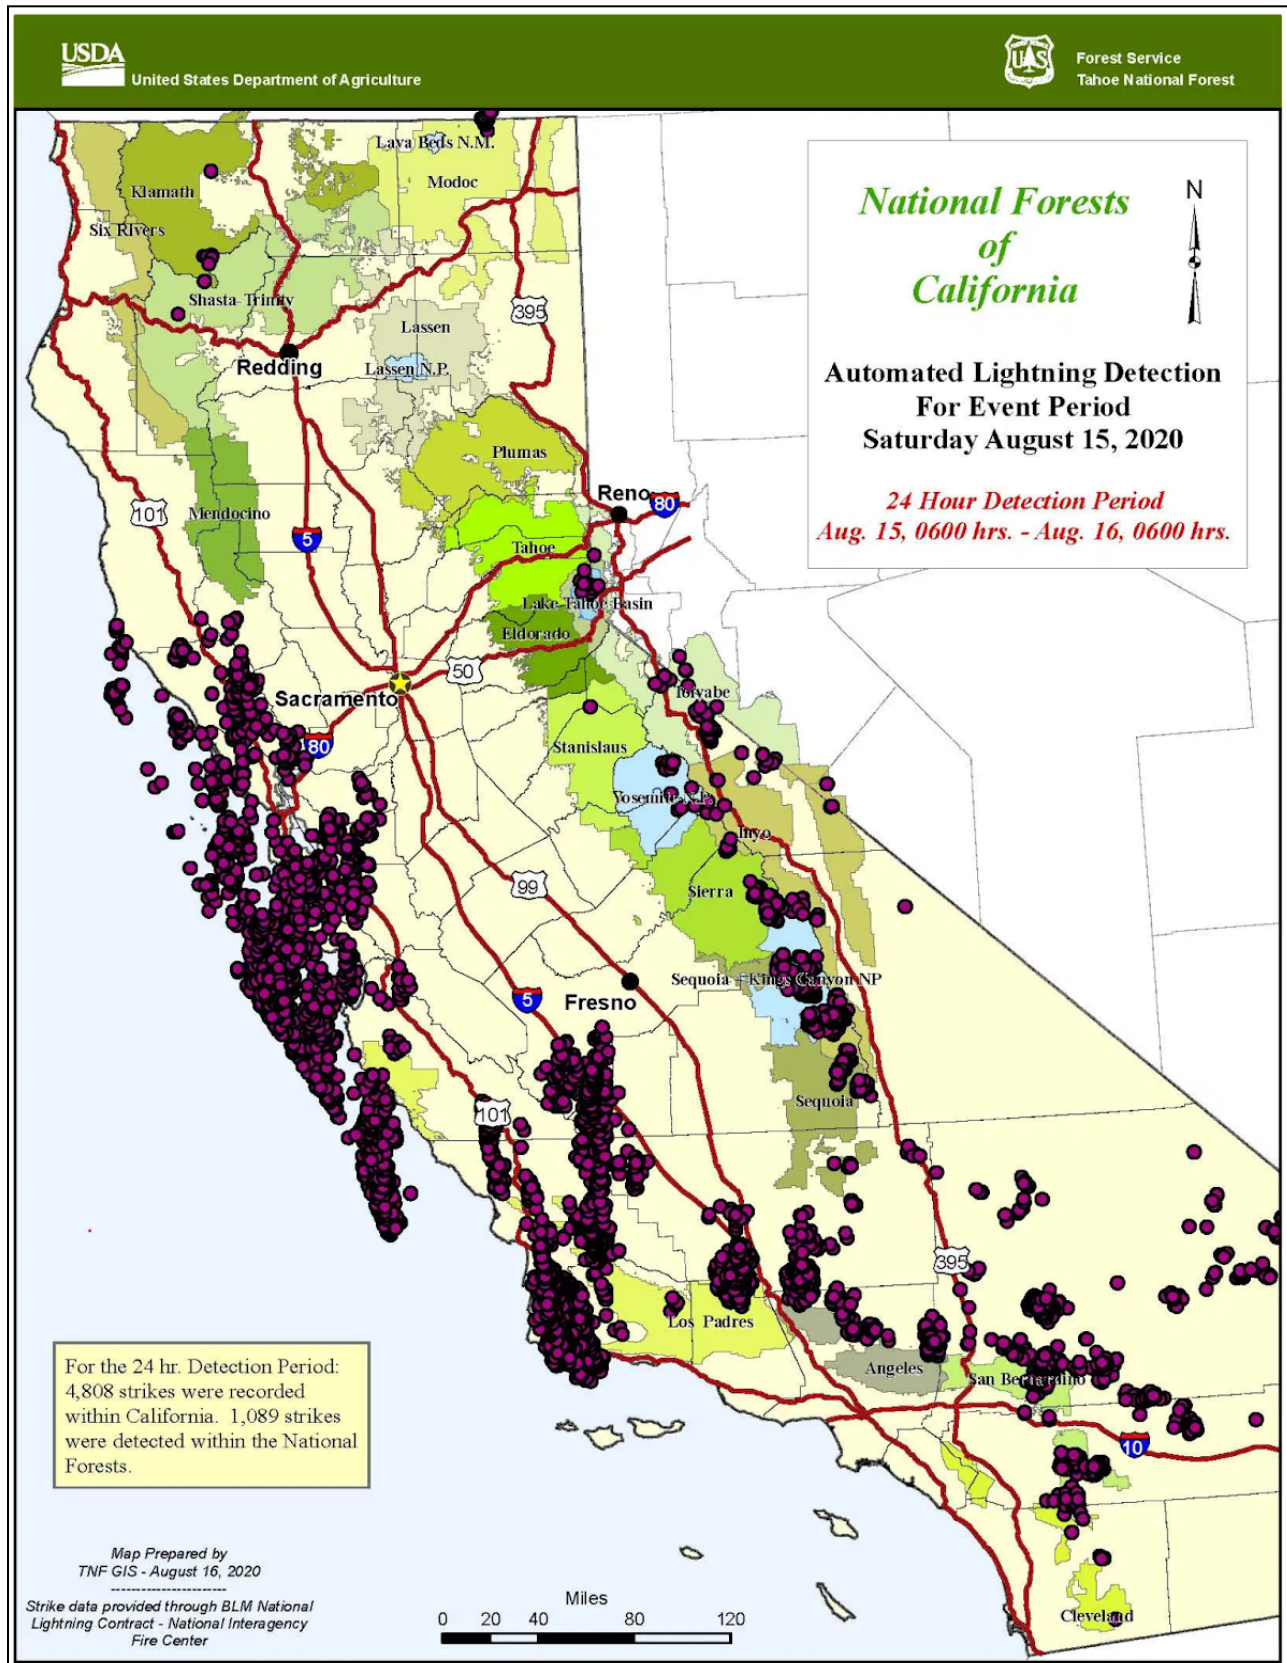 USDA
United States Department of Agriculture
UAS
Forest Service
Tahoe National Forest
National Forests
of
California
N
Automated Lightning Detection
For Event Period
Saturday August 15, 2020
24 Hour Detection Period
Aug. 15, 0600 hrs. - Aug. 16, 0600 hrs.
Lava Beds N.M.
Modoc
Klamath
Six Rivers
Shasta-Trinity
395
Lassen
Redding
Lassen N.P.
Plumas
Reno
80
101
Mendocino
5
Tahoe
Lake Tahoe Basin
Eldorado
50
Sacramento
Toiyabe
80
Stanislaus
Yosemite N.P.
Inyo
99
Sierra
Sequoia - Kings Canyon NP
5
Fresno
101
Sequoia
395
Los Padres
Angeles
San Bernardino
10
Cleveland
For the 24 hr. Detection Period:
4,808 strikes were recorded
within California. 1,089 strikes
were detected within the National
Forests.
Map Prepared by
TNF GIS - August 16, 2020
------------------------
Strike data provided through BLM National
Lightning Contract - National Interagency
Fire Center
Miles
0 20 40 80 120